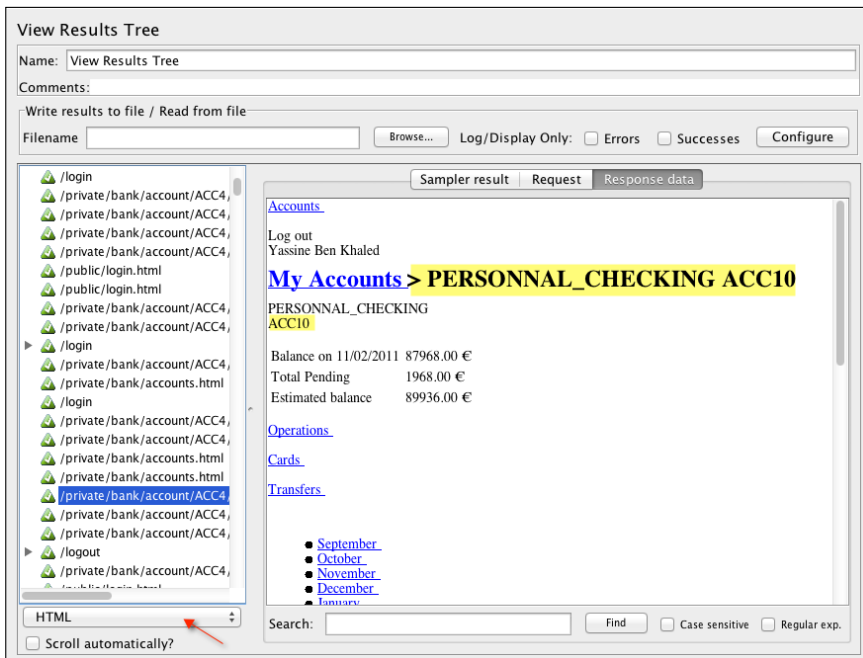 View Results Tree
Name: View Results Tree
Comments:
Write results to file / Read from file
Filename Browse... Log/Display Only: Errors Successes Configure
/login
/private/bank/account/ACC4,
/private/bank/account/ACC4,
/private/bank/account/ACC4,
/private/bank/account/ACC4,
/public/login.html
/public/login.html
/private/bank/account/ACC4,
/private/bank/account/ACC4,
/login
/private/bank/account/ACC4,
/private/bank/accounts.html
/login
/private/bank/account/ACC4,
/private/bank/account/ACC4,
/private/bank/accounts.html
/private/bank/accounts.html
/private/bank/account/ACC4,
/private/bank/account/ACC4,
/private/bank/account/ACC4,
/logout
/private/bank/account/ACC4,
HTML
Scroll automatically?
Sampler result Request Response data
Accounts
Log out
Yassine Ben Khaled
My Accounts > PERSONNAL_CHECKING ACC10
PERSONNAL_CHECKING
ACC10
Balance on 11/02/2011 87968.00 €
Total Pending 1968.00 €
Estimated balance 89936.00 €
Operations
Cards
Transfers
September
October
November
December
January
Search: Find Case sensitive Regular exp.